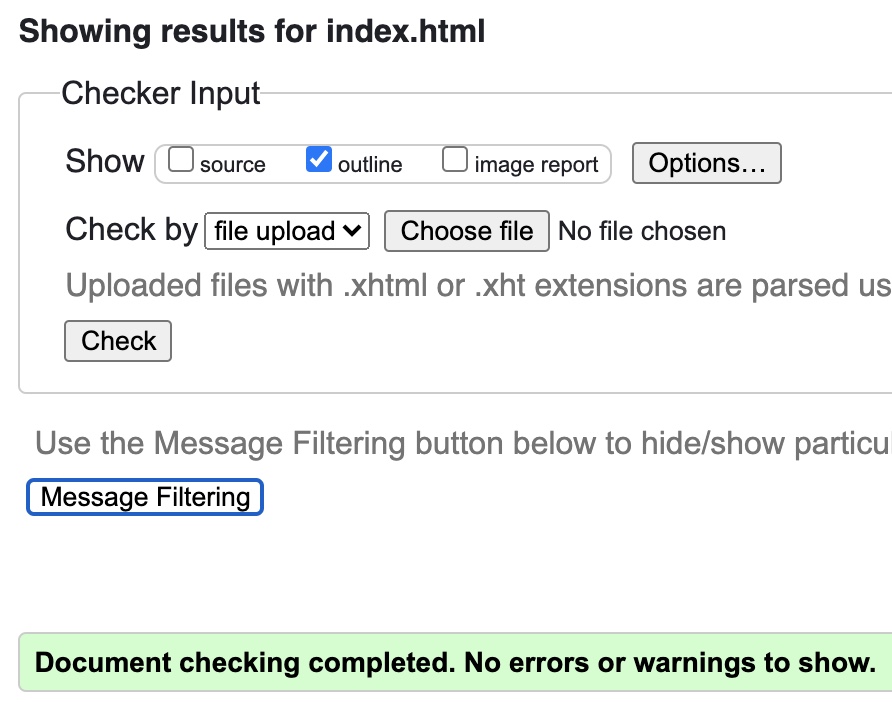 Showing results for index.html
Checker Input
Show source outline image report Options...
Check by file upload Choose file No file chosen
Uploaded files with .xhtml or .xht extensions are parsed us
Check
Use the Message Filtering button below to hide/show particu
Message Filtering
Document checking completed. No errors or warnings to show.